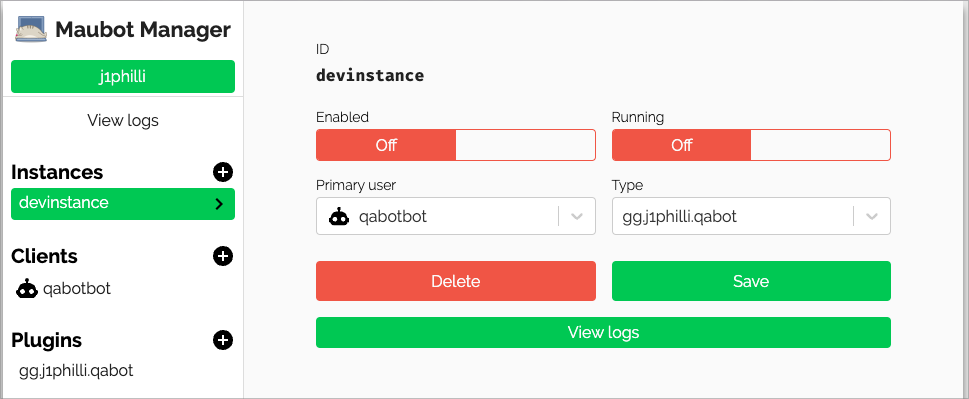 Maubot Manager
j1philli
View logs
Instances
devinstance
Clients
qabotbot
Plugins
gg.j1philli.qabot
ID
devinstance
Enabled
Running
Off
Off
Primary user
Type
qabotbot
gg.j1philli.qabot
Delete
Save
View logs